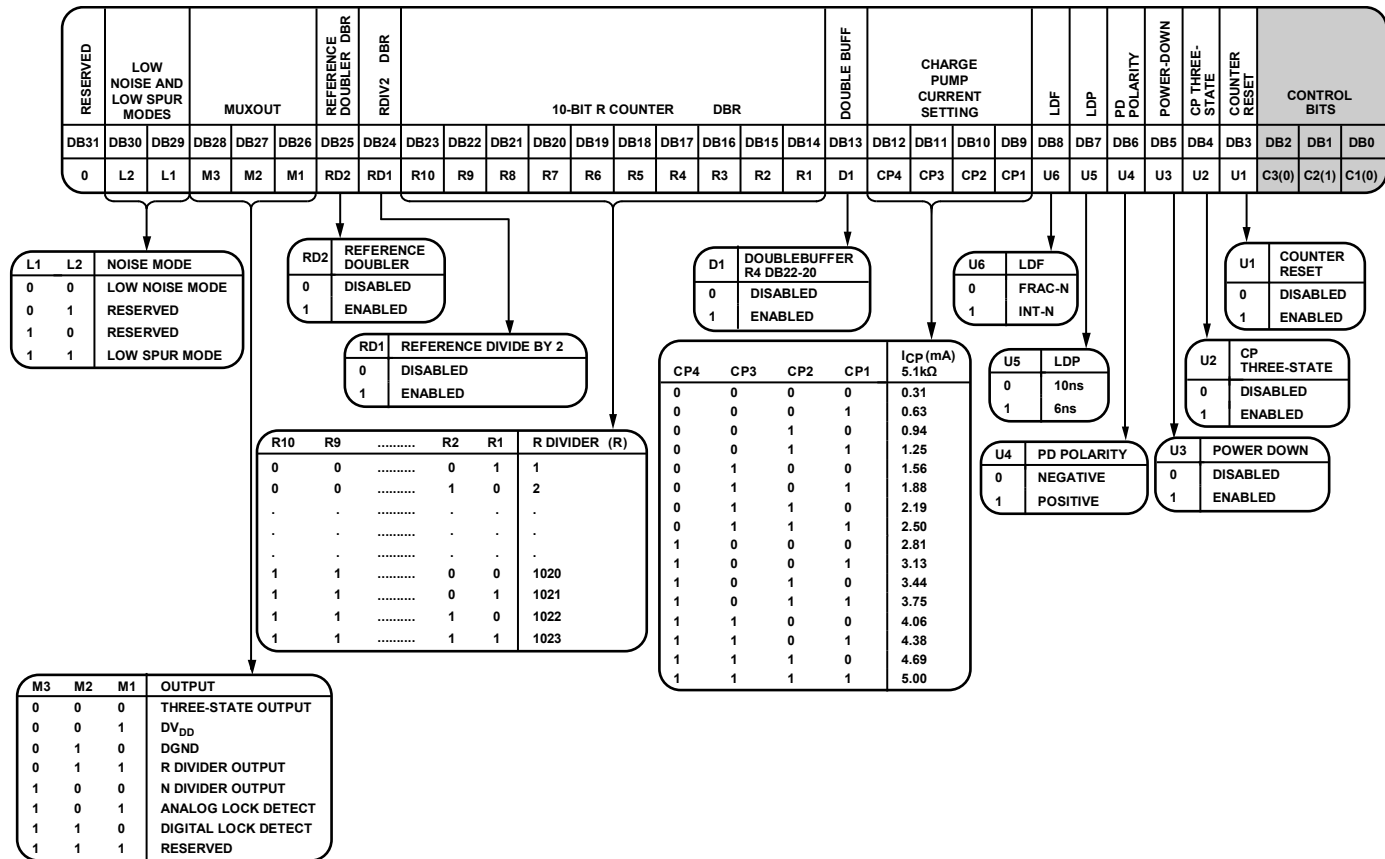 RESERVED
LOW
NOISE AND
LOW SPUR
MODES
MUXOUT
REFERENCE
DOUBLER DBR
RDIV2 DBR
10-BIT R COUNTER DBR
DOUBLE BUFF
CHARGE
PUMP
CURRENT
SETTING
LDF
LDP
PD
POLARITY
POWER-DOWN
CP THREE-
STATE
COUNTER
RESET
CONTROL
BITS
DB31 DB30 DB29 DB28 DB27 DB26 DB25 DB24 DB23 DB22 DB21 DB20 DB19 DB18 DB17 DB16 DB15 DB14 DB13 DB12 DB11 DB10 DB9 DB8 DB7 DB6 DB5 DB4 DB3 DB2 DB1 DB0
0 L2 L1 M3 M2 M1 RD2 RD1 R10 R9 R8 R7 R6 R5 R4 R3 R2 R1 D1 CP4 CP3 CP2 CP1 U6 U5 U4 U3 U2 U1 C3(0) C2(1) C1(0)
L1 L2 NOISE MODE
0 0 LOW NOISE MODE
0 1 RESERVED
1 0 RESERVED
1 1 LOW SPUR MODE
RD2 REFERENCE
DOUBLER
0 DISABLED
1 ENABLED
RD1 REFERENCE DIVIDE BY 2
0 DISABLED
1 ENABLED
R10 R9 .......... R2 R1 R DIVIDER (R)
0 0 .......... 0 1 1
0 0 .......... 1 0 2
. . .......... . . .
. . .......... . . .
. . .......... . . .
1 1 .......... 0 0 1020
1 1 .......... 0 1 1021
1 1 .......... 1 0 1022
1 1 .......... 1 1 1023
D1 DOUBLEBUFFER
R4 DB22-20
0 DISABLED
1 ENABLED
CP4 CP3 CP2 CP1 ICP (mA)
5.1kΩ
0 0 0 0 0.31
0 0 0 1 0.63
0 0 1 0 0.94
0 0 1 1 1.25
0 1 0 0 1.56
0 1 0 1 1.88
0 1 1 0 2.19
0 1 1 1 2.50
1 0 0 0 2.81
1 0 0 1 3.13
1 0 1 0 3.44
1 0 1 1 3.75
1 1 0 0 4.06
1 1 0 1 4.38
1 1 1 0 4.69
1 1 1 1 5.00
U6 LDF
0 FRAC-N
1 INT-N
U5 LDP
0 10ns
1 6ns
U4 PD POLARITY
0 NEGATIVE
1 POSITIVE
U1 COUNTER
RESET
0 DISABLED
1 ENABLED
U2 CP
THREE-STATE
0 DISABLED
1 ENABLED
U3 POWER DOWN
0 DISABLED
1 ENABLED
M3 M2 M1 OUTPUT
0 0 0 THREE-STATE OUTPUT
0 0 1 DVDD
0 1 0 DGND
0 1 1 R DIVIDER OUTPUT
1 0 0 N DIVIDER OUTPUT
1 0 1 ANALOG LOCK DETECT
1 1 0 DIGITAL LOCK DETECT
1 1 1 RESERVED